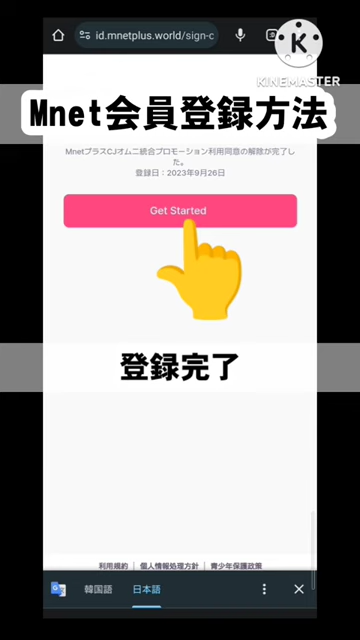 id.mnetplus.world/sign-c
KINEMASTER
Mnet会員登録方法
MnetプラスCJオムニ統合プロモーション利用同意の解除が完了し
た。
登録日：2023年9月26日
Get Started
登録完了
利用規約 | 個人情報処理方針 | 青少年保護政策
韓国語 日本語